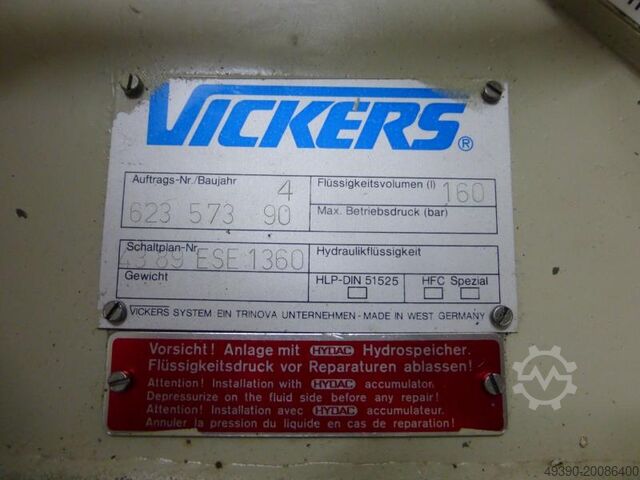 VICKERS ®
Auftrags-Nr./Baujahr 4
623 573 90
Flüssigkeitsvolumen (l) 160
Max. Betriebsdruck (bar)
Schaltplan-Nr.
43 89 ESE 1360
Gewicht
Hydraulikflüssigkeit
HLP-DIN 51525 HFC Spezial
VICKERS SYSTEM EIN TRINOVA UNTERNEHMEN - MADE IN WEST GERMANY
Vorsicht! Anlage mit HYDAC Hydrospeicher.
Flüssigkeitsdruck vor Reparaturen ablassen!
Attention! Installation with HYDAC accumulator.
Depressurize on the fluid side before any repair!
Attention! Installation avec HYDAC accumulateur.
Annuler la pression du liquide en cas de reparation!
49390-20086400